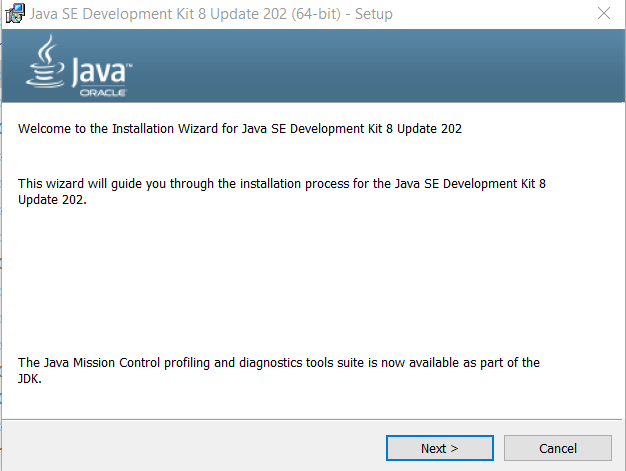 Java SE Development Kit 8 Update 202 (64-bit) - Setup
Java™
ORACLE
Welcome to the Installation Wizard for Java SE Development Kit 8 Update 202
This wizard will guide you through the installation process for the Java SE Development Kit 8
Update 202.
The Java Mission Control profiling and diagnostics tools suite is now available as part of the
JDK.
Next >
Cancel